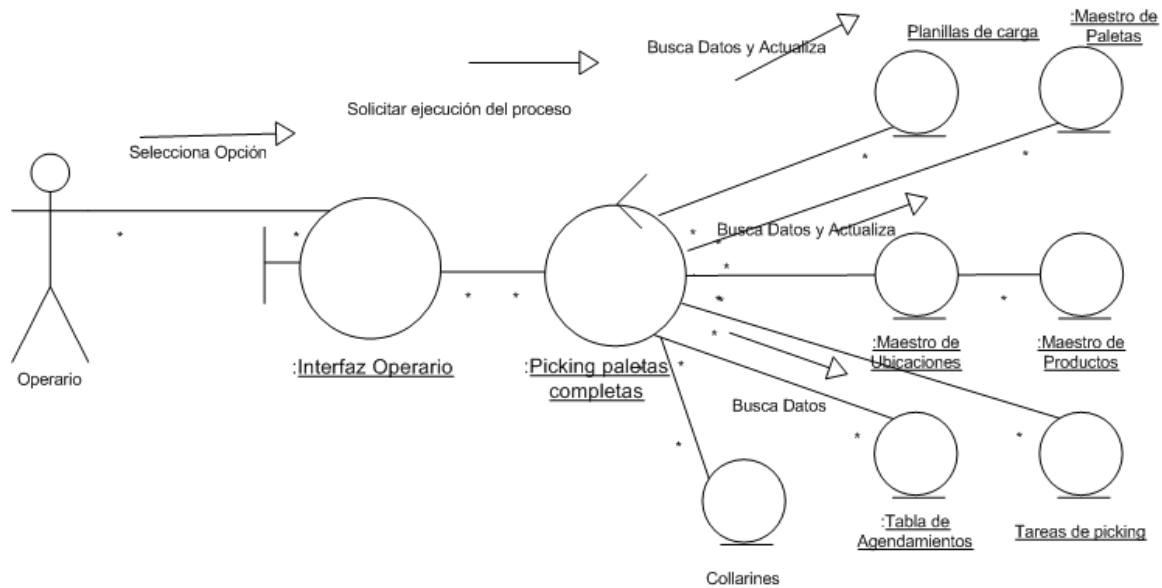 :Maestro de
Paletas
Planillas de carga
Busca Datos y Actualiza
Solicitar ejecución del proceso
Selecciona Opción
*
*
*
*
*
*
*
*
*
Busca Datos y Actualiza
*
*
*
*
Operario
:Interfaz Operario
:Picking paletas
completas
:Maestro de
Ubicaciones
:Maestro de
Productos
*
Busca Datos
*
*
*
:Tabla de
Agendamientos
Tareas de picking
Collarines